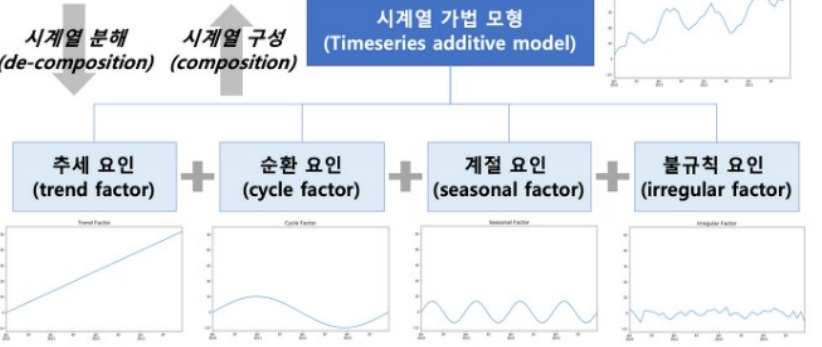 시계열 분해
(de-composition)
시계열 구성
(composition)
시계열 가법 모형
(Timeseries additive model)
추세 요인
(trend factor)
순환 요인
(cycle factor)
계절 요인
(seasonal factor)
불규칙 요인
(irregular factor)
Trend Factor
Cycle Factor
Seasonal Factor
Irregular Factor